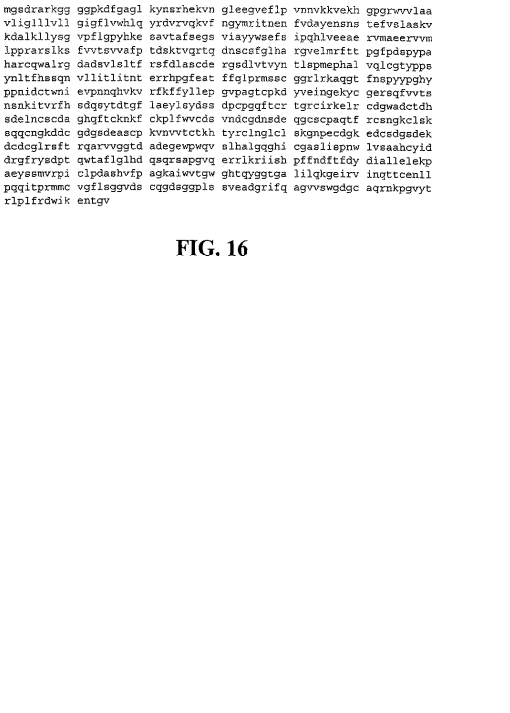 mgsdrarkgg ggpkdfgagl kynsrhekvn gleegveflp vnnvkkvekh gpgrwvvlaa
vliglllvll gigflvwhlq yrdvrvqkvf ngymritnen fvdayensns tefvslaskv
kdalkllysg vpflgpyhke savtafsegs viayywsefs ipqhlveeae rvmaeervvm
lpprarslks fvvtsvvafp tdsktvqrtq dnscsfglha rgvelmrftt pgfpdspypa
harcqwalrg dadsvlsltf rsfdlascde rgsdlvtvyn tlspmephal vqlcgtypps
ynltfhssqn vllitlitnt errhpgfeat ffqlprmssc ggrlrkaqgt fnspyypghy
ppnidctwni evpnnqhvkv rfkffyllep gvpagtcpkd yveingekyc gersqfvvts
nsnkitvrfh sdqsytdtgf laeylsydss dpcpgqftcr tgrcirkelr cdgwadctdh
sdelncscda ghqftcknkf ckplfwvcds vndcgdnsde qgcscpaqtf rcsngkclsk
sqqcngkddc gdgsdeascp kvnvvtctkh tyrclnglcl skgnpecdgk edcsdgsdek
dcdcglrsft rqarvvggtd adegewpwqv slhalgqghi cgaslispnw lvsaahcyid
drgfrysdpt qwtaflglhd qsqrsapgvq errlkriish pffndftfdy diallelekp
aeyssmvrpi clpdashvfp agkaiwvtgw ghtqyggtga lilqkgeirv inqttcenll
pqqitprmmc vgflsggvds cqgdsggpls sveadgrifq agvvswgdgc aqrnkpgvyt
rlplfrdwik entgv
FIG. 16